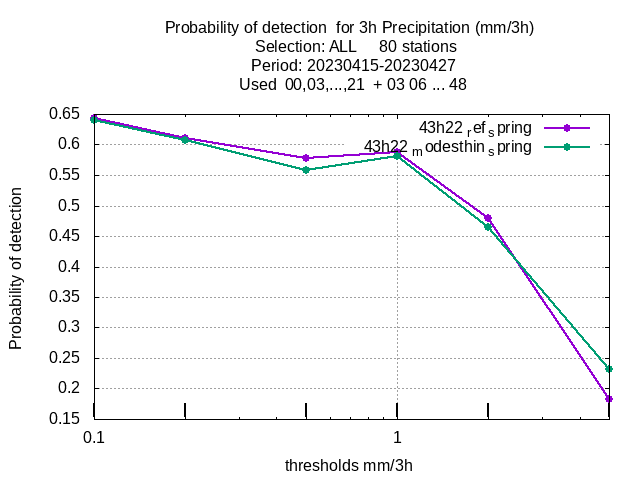 Probability of detection for 3h Precipitation (mm/3h)
Selection: ALL 80 stations
Period: 20230415-20230427
Used 00,03,...,21 + 03 06 ... 48
43h22 ref spring
43h22 modesthin spring
Probability of detection
0.65
0.6
0.55
0.5
0.45
0.4
0.35
0.3
0.25
0.2
0.15
0.1 1
thresholds mm/3h